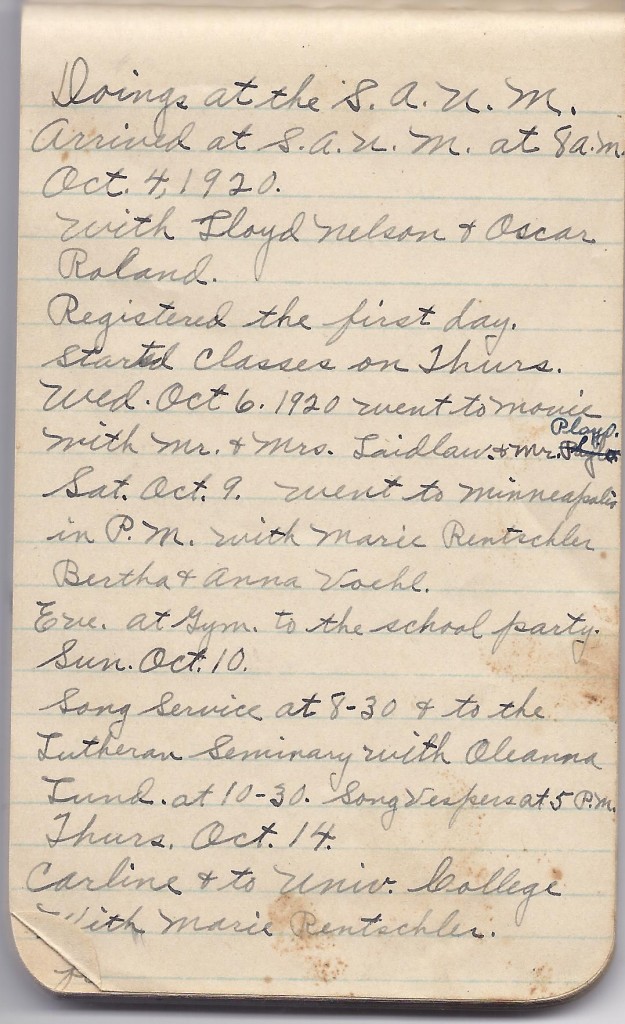 Doings at the S. A. U. M.
Arrived at S. A. U. M. at 8 a.m.
Oct. 4, 1920.
With Lloyd Nelson & Oscar
Roland.
Registered the first day.
Started Classes on Thurs.
Wed. Oct 6. 1920 went to movie
Ployd.
with Mr. & Mrs. Laidlaw. & Mr.
Sat. Oct. 9. went to Minneapolis
in P.M. with Marie Rentschler
Bertha & Anna Voehl.
Eve. at Gym. to the school party.
Sun. Oct. 10.
Song Service at 8-30 & to the
Lutheran Seminary with Oleanna
Lund. at 10-30. Song Vespers at 5 P.M.
Thurs. Oct. 14.
Carline & to Univ. College
With Marie Rentschler.